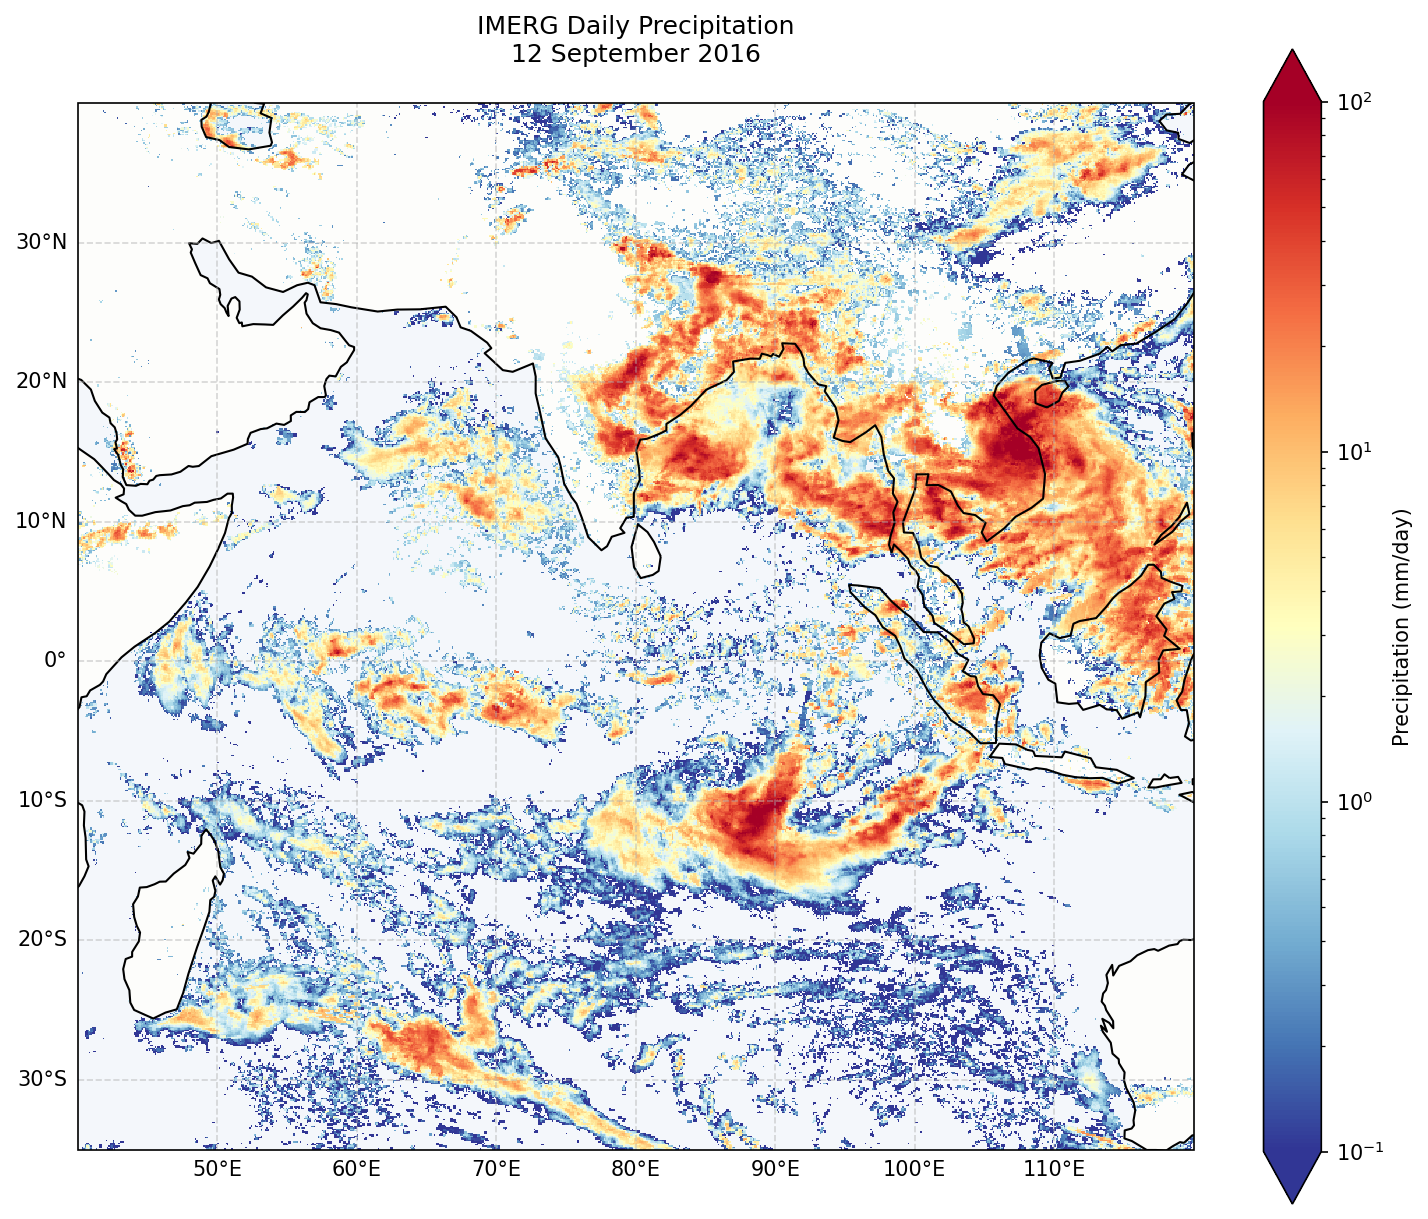 IMERG Daily Precipitation
12 September 2016
30°N
20°N
10°N
0°
10°S
20°S
30°S
50°E
60°E
70°E
80°E
90°E
100°E
110°E
10²
10¹
10⁰
10⁻¹
Precipitation (mm/day)